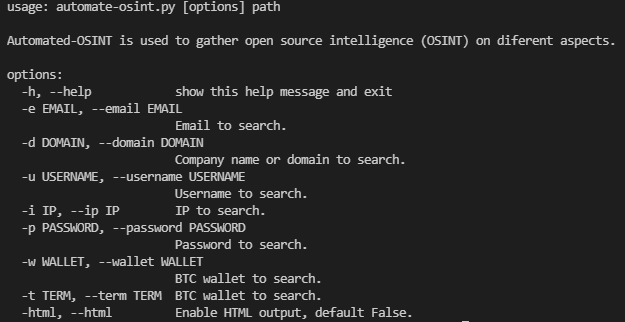 usage: automate-osint.py [options] path
Automated-OSINT is used to gather open source intelligence (OSINT) on diferent aspects.
options:
-h, --help show this help message and exit
-e EMAIL, --email EMAIL
Email to search.
-d DOMAIN, --domain DOMAIN
Company name or domain to search.
-u USERNAME, --username USERNAME
Username to search.
-i IP, --ip IP IP to search.
-p PASSWORD, --password PASSWORD
Password to search.
-w WALLET, --wallet WALLET
BTC wallet to search.
-t TERM, --term TERM BTC wallet to search.
-html, --html Enable HTML output, default False.